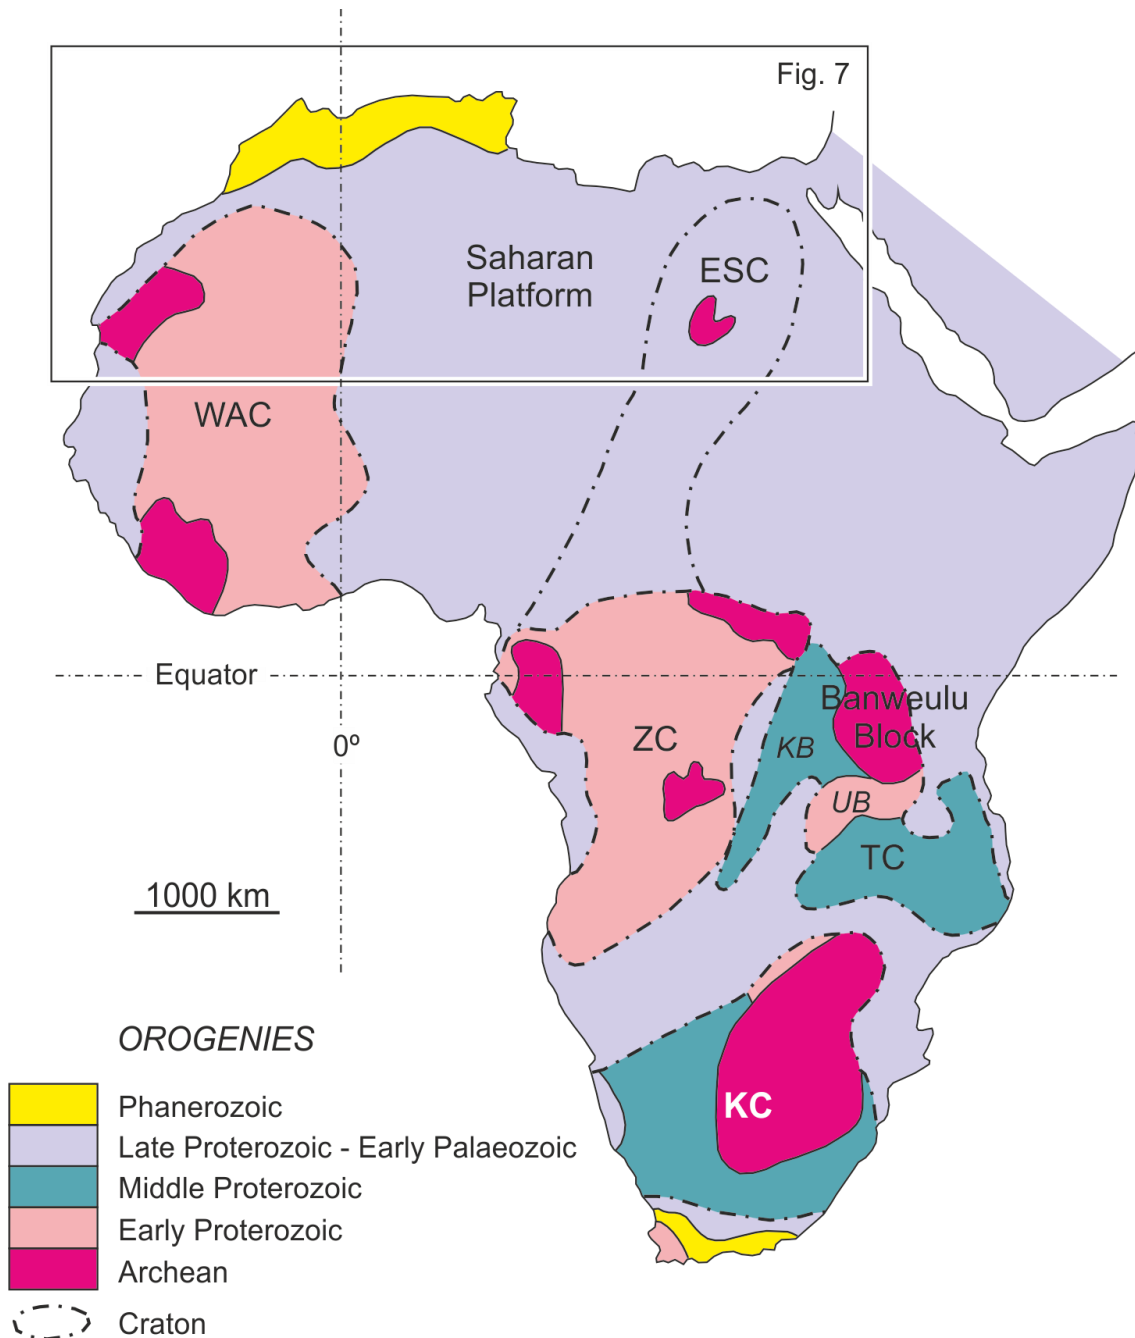 Fig. 7
Saharan
Platform
ESC
WAC
Equator
0º
ZC
KB
Banweulu
Block
UB
TC
1000 km
KC
OROGENIES
Phanerozoic
Late Proterozoic - Early Palaeozoic
Middle Proterozoic
Early Proterozoic
Archean
Craton